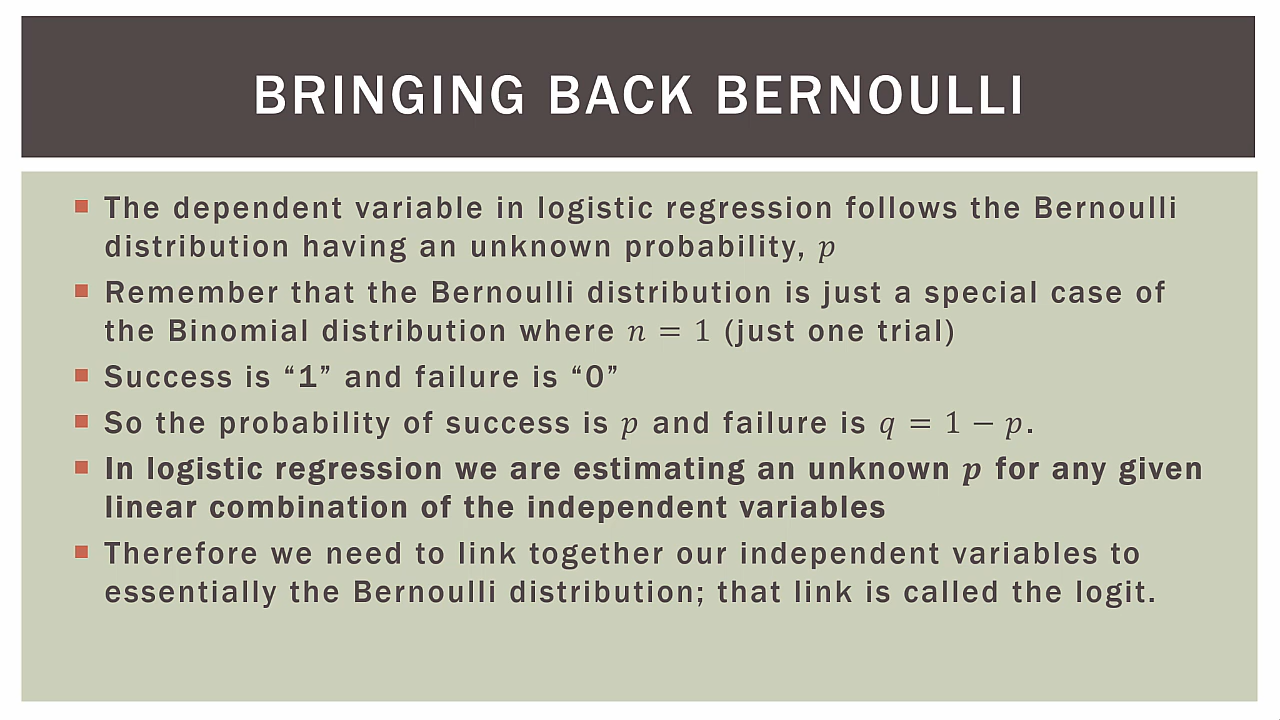 BRINGING BACK BERNOULLI
The dependent variable in logistic regression follows the Bernoulli
distribution having an unknown probability, p
Remember that the Bernoulli distribution is just a special case of
the Binomial distribution where n = 1 (just one trial)
Success is “1” and failure is “0”
So the probability of success is p and failure is q = 1 − p.
In logistic regression we are estimating an unknown p for any given
linear combination of the independent variables
Therefore we need to link together our independent variables to
essentially the Bernoulli distribution; that link is called the logit.